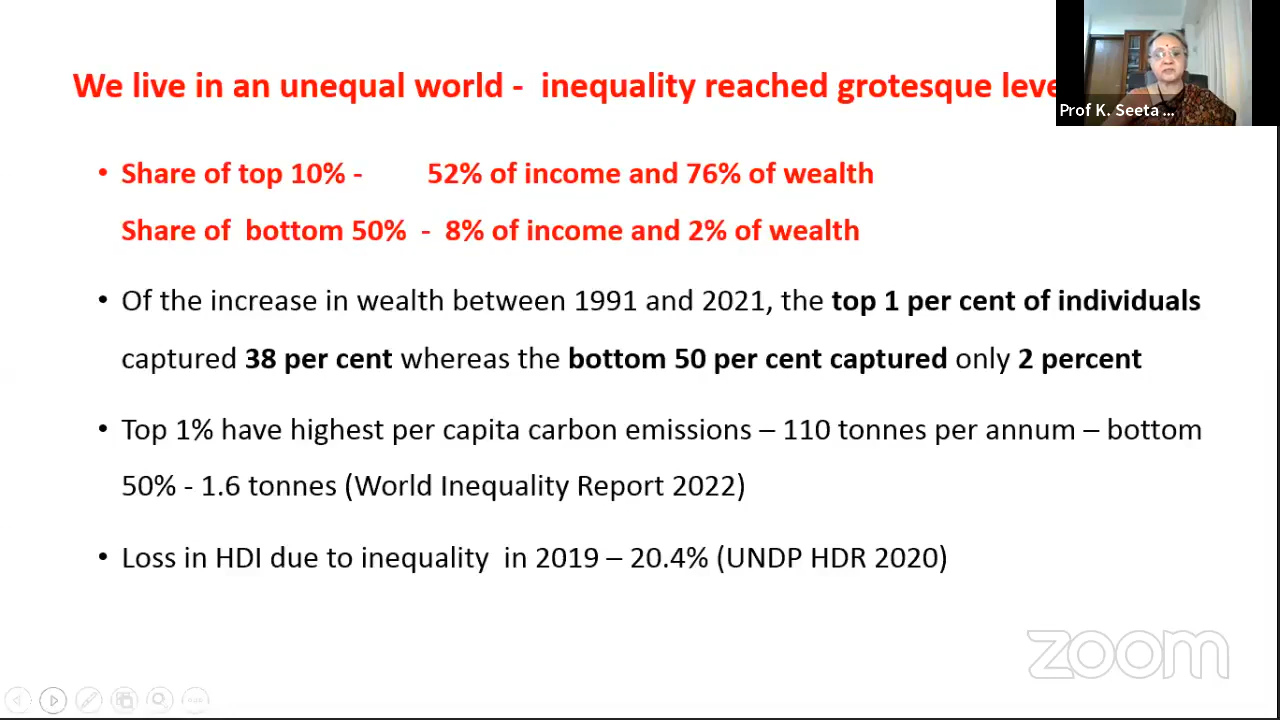 We live in an unequal world - inequality reached grotesque leve
Prof K. Seeta ...
• Share of top 10% - 52% of income and 76% of wealth
Share of bottom 50% - 8% of income and 2% of wealth
• Of the increase in wealth between 1991 and 2021, the top 1 per cent of individuals
captured 38 per cent whereas the bottom 50 per cent captured only 2 percent
• Top 1% have highest per capita carbon emissions – 110 tonnes per annum – bottom
50% - 1.6 tonnes (World Inequality Report 2022)
• Loss in HDI due to inequality in 2019 – 20.4% (UNDP HDR 2020)
zoom